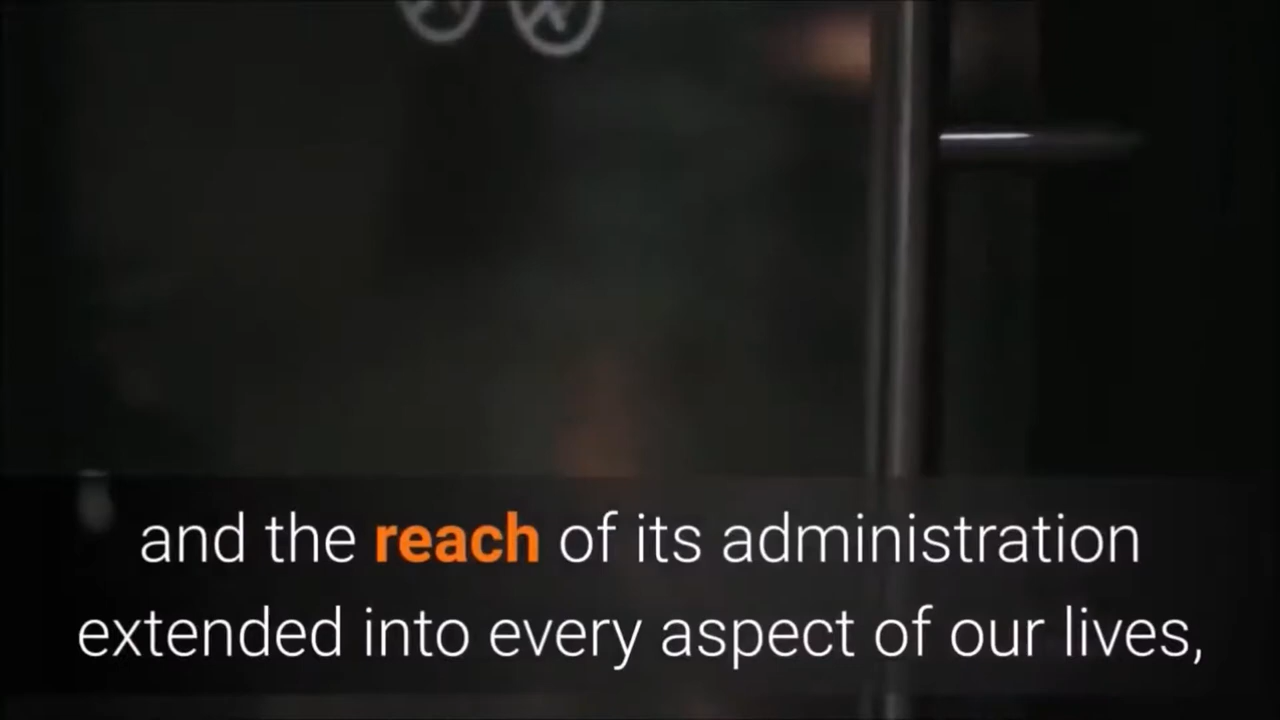 and the reach of its administration
extended into every aspect of our lives,